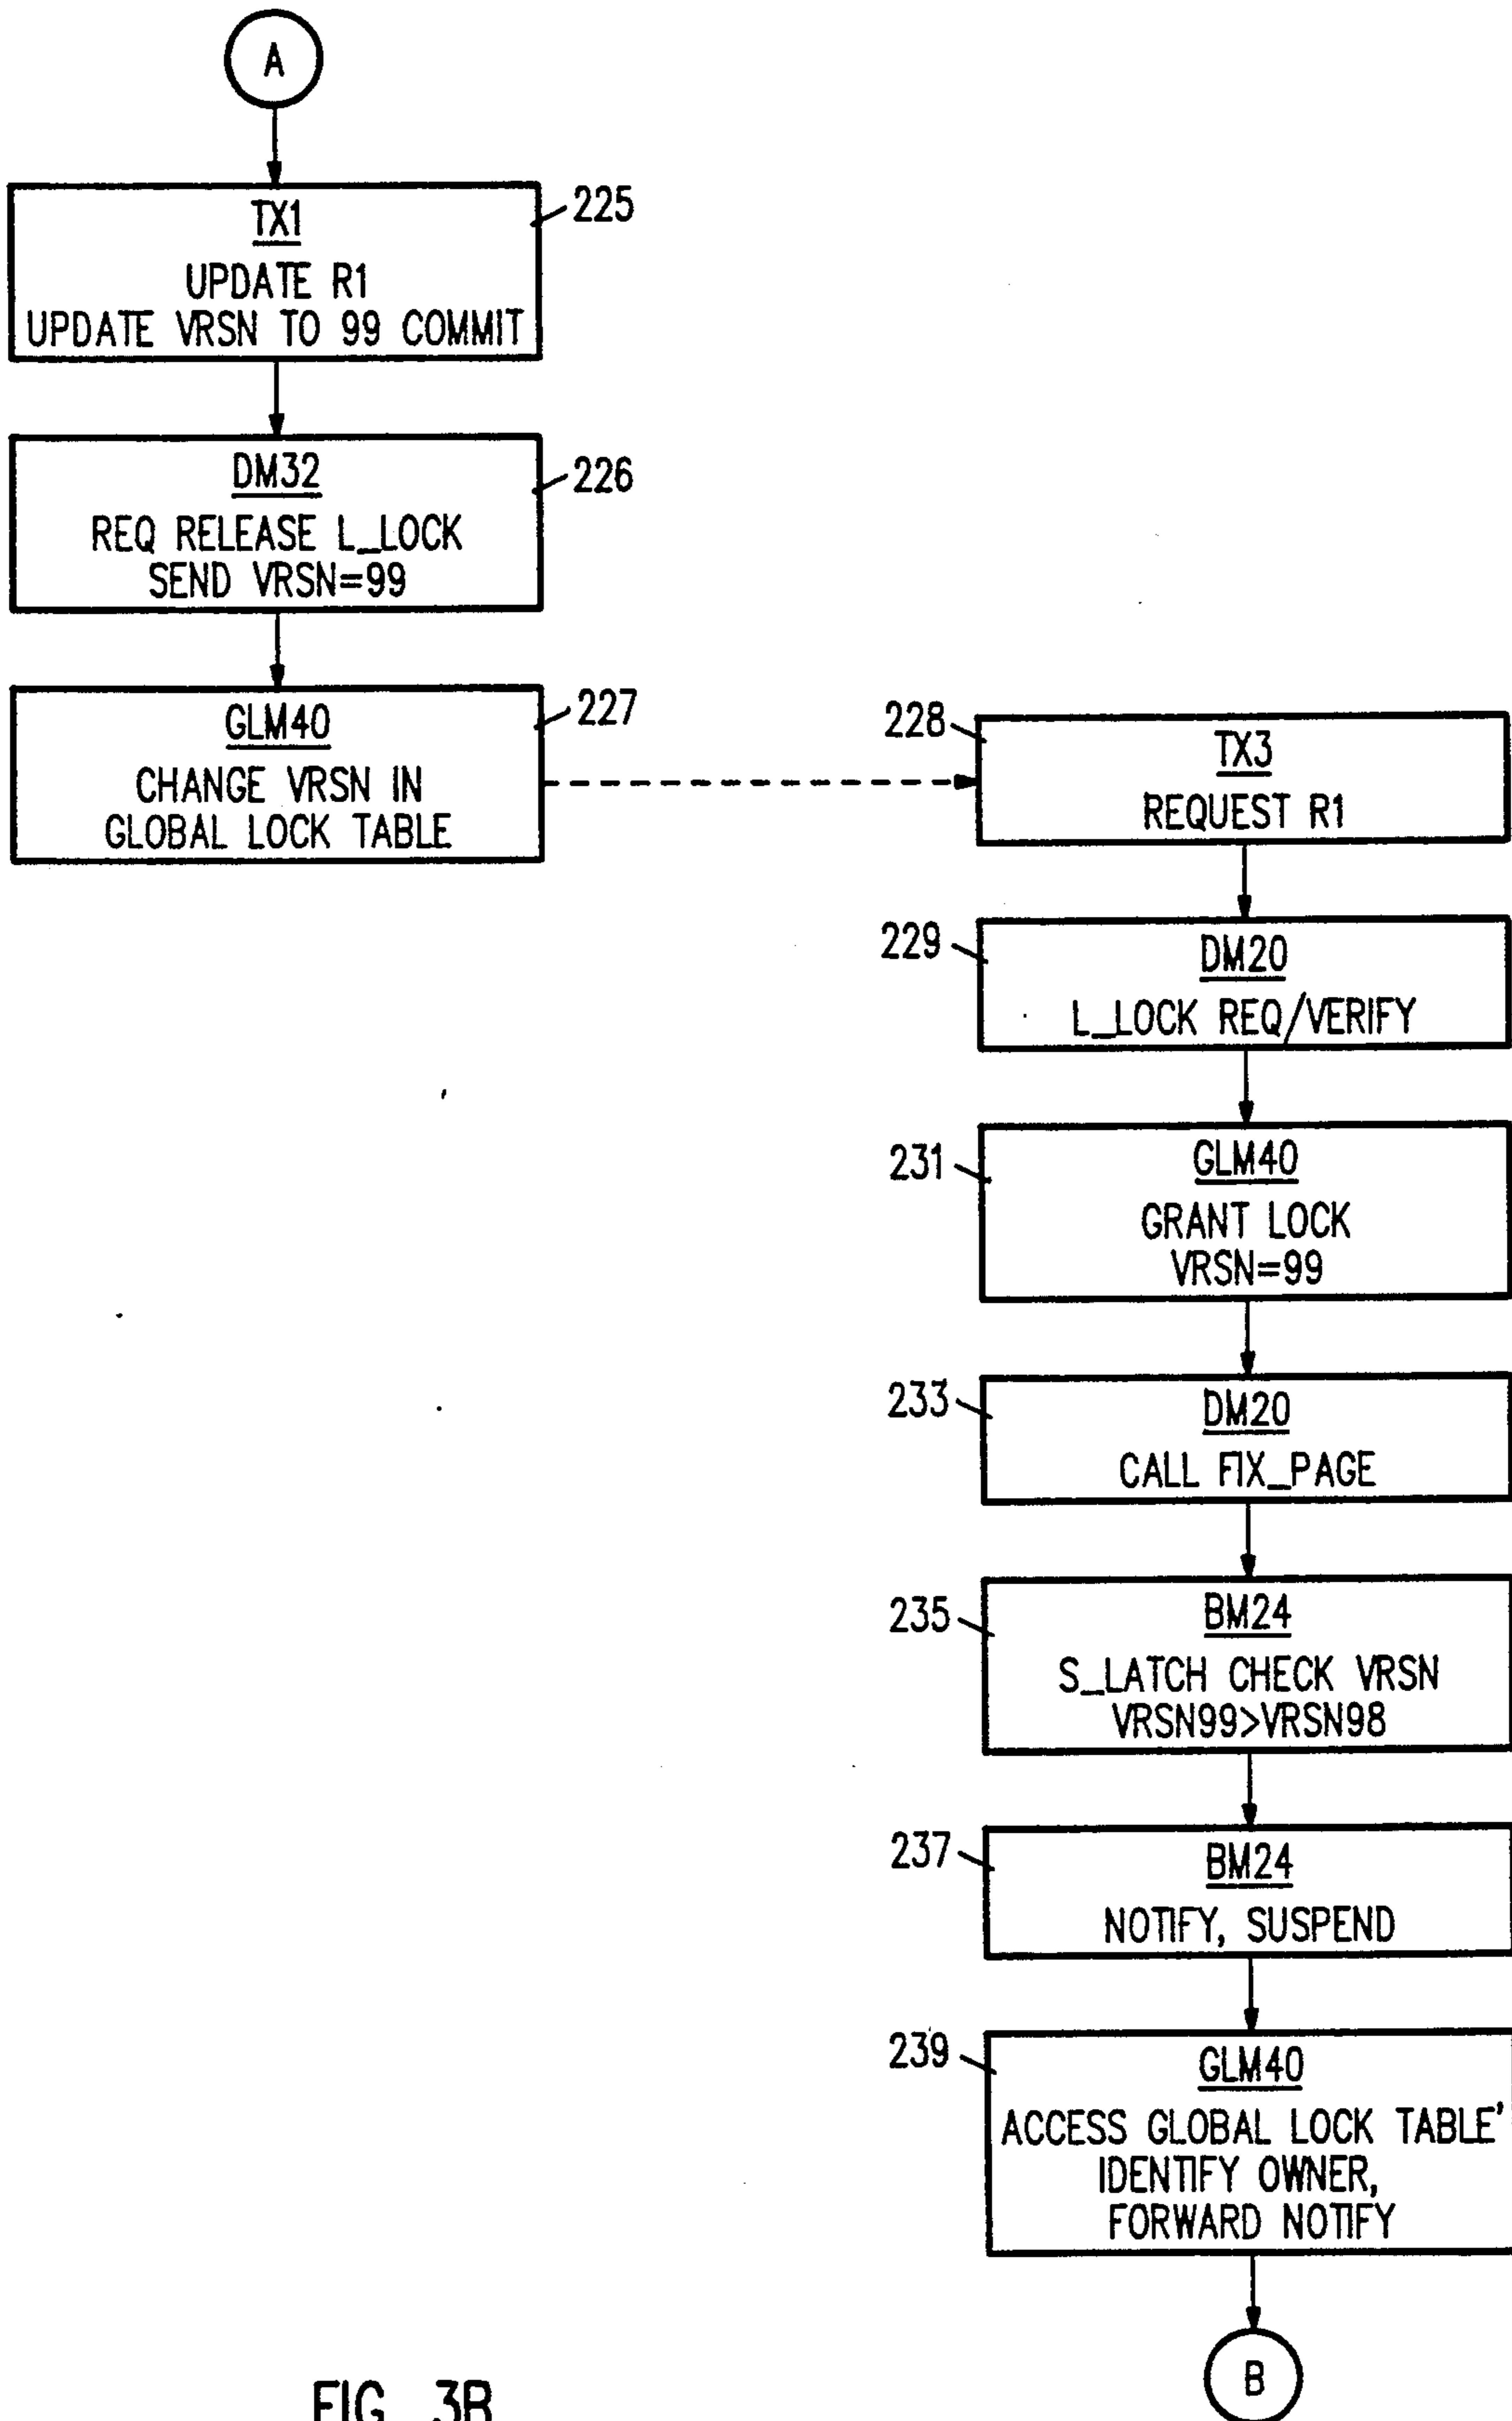 A
TX1
225
UPDATE R1
UPDATE VRSN TO 99 COMMIT
DM32
226
REQ RELEASE L_LOCK
SEND VRSN=99
GLM40
227
CHANGE VRSN IN
GLOBAL LOCK TABLE
228
TX3
REQUEST R1
229
DM20
L_LOCK REQ/VERIFY
231
GLM40
GRANT LOCK
VRSN=99
233
DM20
CALL FIX_PAGE
235
BM24
S_LATCH CHECK VRSN
VRSN99>VRSN98
237
BM24
NOTIFY, SUSPEND
239
GLM40
ACCESS GLOBAL LOCK TABLE'
IDENTIFY OWNER,
FORWARD NOTIFY
B
FIG. 3B